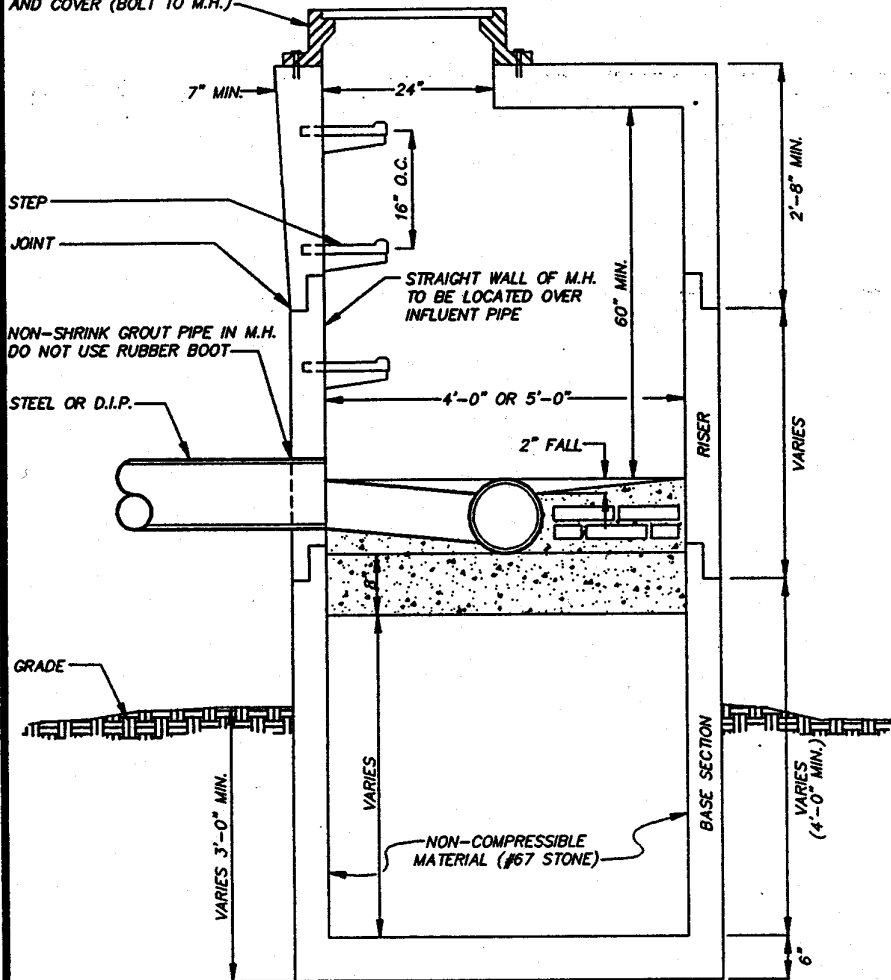 AND COVER (BOLT TO M.H.)
7" MIN.
24"
2'-8" MIN.
16" O.C.
STEP
JOINT
STRAIGHT WALL OF M.H.
TO BE LOCATED OVER
INFLUENT PIPE
60" MIN.
NON-SHRINK GROUT PIPE IN M.H.
DO NOT USE RUBBER BOOT
STEEL OR D.I.P.
4'-0" OR 5'-0"
2" FALL
RISER
VARIES
8"
GRADE
VARIES 3'-0" MIN.
VARIES
NON-COMPRESSIBLE
MATERIAL (#67 STONE)
BASE SECTION
VARIES
(4'-0" MIN.)
6"